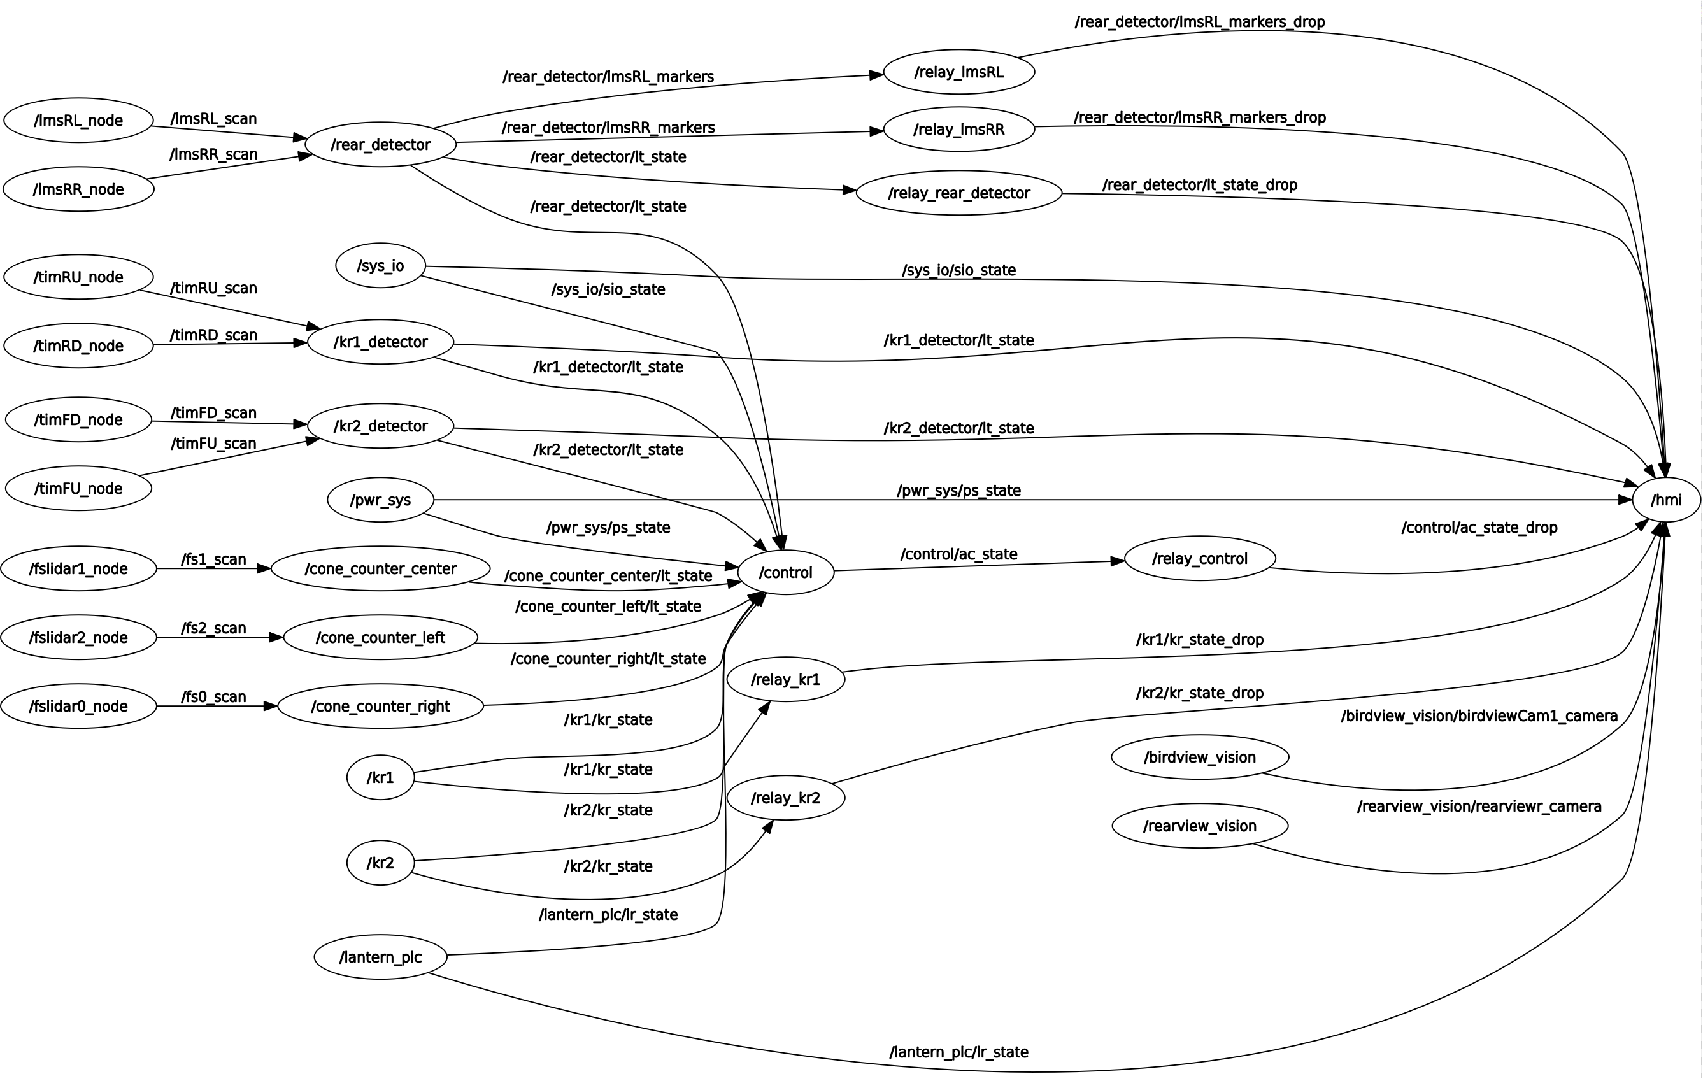 /rear_detector/lmsRL_markers_drop
/relay_lmsRL
/rear_detector/lmsRL_markers
/lmsRL_node
/lmsRL_scan
/rear_detector/lmsRR_markers
/relay_lmsRR
/rear_detector/lmsRR_markers_drop
/rear_detector
/lmsRR_scan
/rear_detector/lt_state
/lmsRR_node
/relay_rear_detector
/rear_detector/lt_state_drop
/rear_detector/lt_state
/sys_io
/sys_io/sio_state
/timRU_node
/timRU_scan
/sys_io/sio_state
/timRD_node
/timRD_scan
/kr1_detector
/kr1_detector/lt_state
/kr1_detector/lt_state
/timFD_node
/timFD_scan
/kr2_detector
/kr2_detector/lt_state
/timFU_scan
/kr2_detector/lt_state
/timFU_node
/pwr_sys
/pwr_sys/ps_state
/hmi
/pwr_sys/ps_state
/control/ac_state_drop
/fslidar1_node
/fs1_scan
/cone_counter_center
/cone_counter_center/lt_state
/control
/control/ac_state
/relay_control
/cone_counter_left/lt_state
/fslidar2_node
/fs2_scan
/cone_counter_left
/kr1/kr_state_drop
/cone_counter_right/lt_state
/relay_kr1
/kr2/kr_state_drop
/fslidar0_node
/fs0_scan
/cone_counter_right
/kr1/kr_state
/birdview_vision/birdviewCam1_camera
/birdview_vision
/kr1
/kr1/kr_state
/relay_kr2
/kr2/kr_state
/rearview_vision/rearviewr_camera
/rearview_vision
/kr2
/kr2/kr_state
/lantern_plc/lr_state
/lantern_plc
/lantern_plc/lr_state